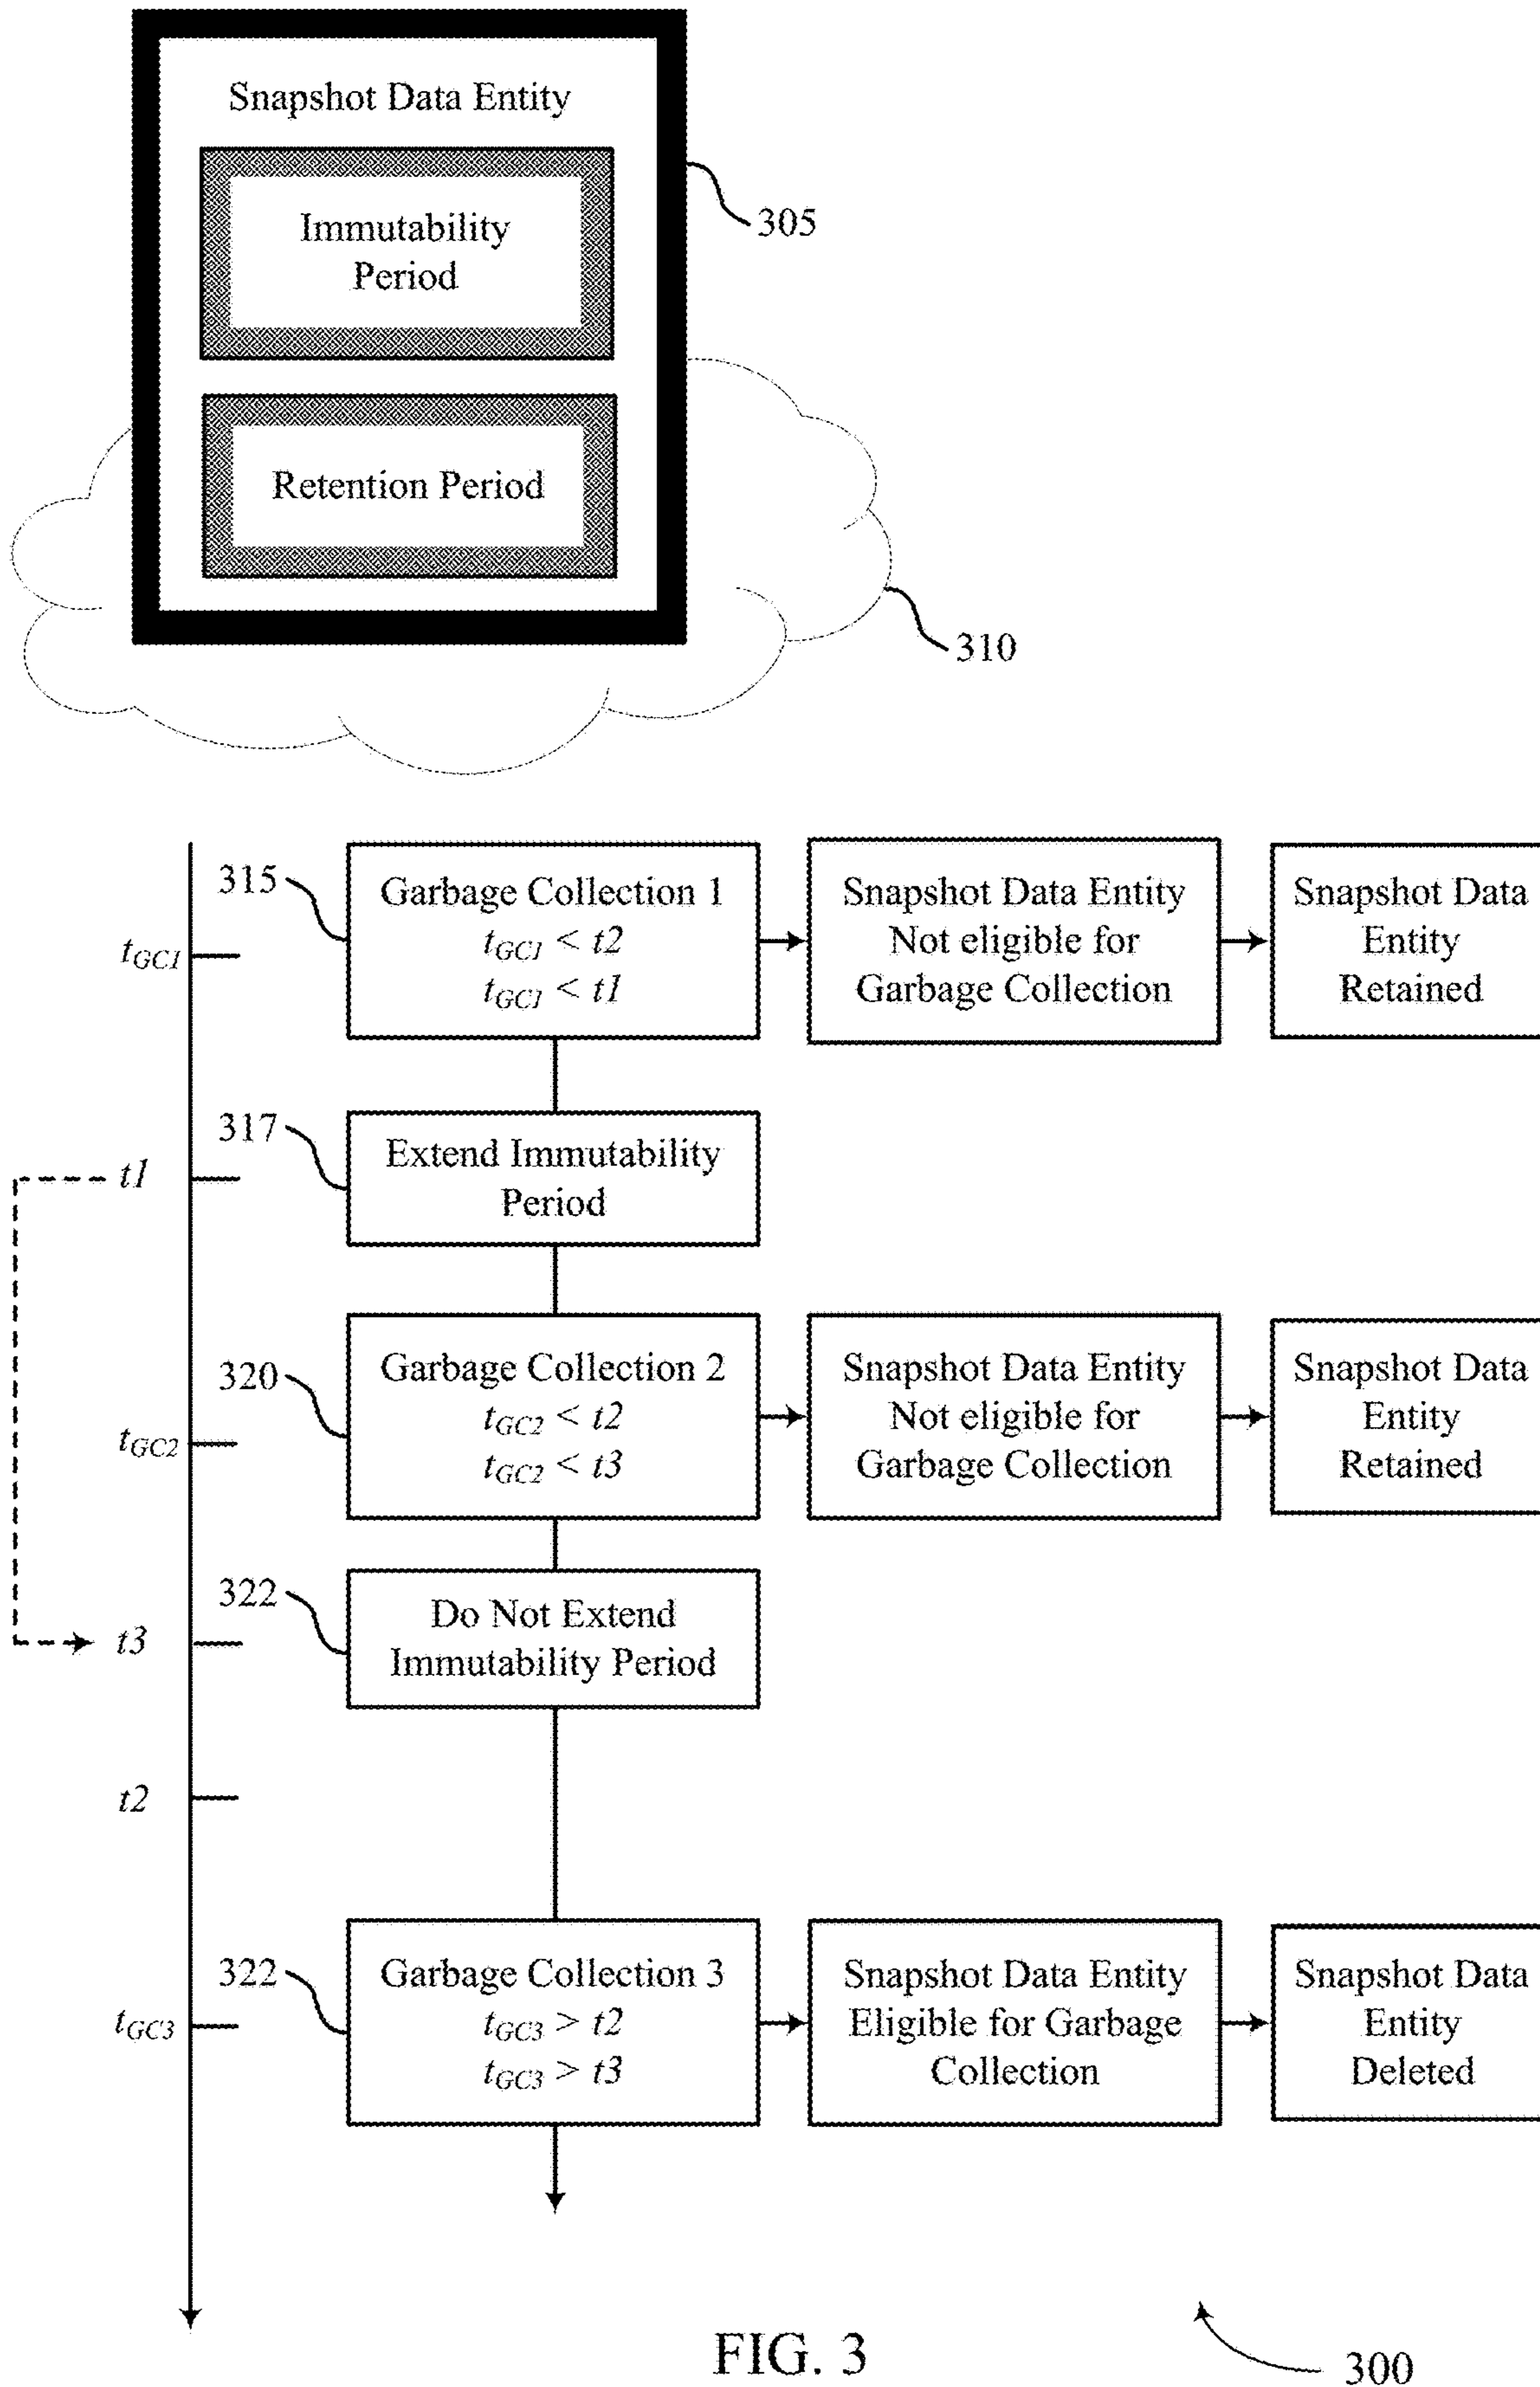 Snapshot Data Entity
Immutability
Period
305
Retention Period
310
315
Garbage Collection 1
tGC1 < t2
tGC1 < t1
Snapshot Data Entity
Not eligible for
Garbage Collection
Snapshot Data
Entity
Retained
tGC1
317
Extend Immutability
Period
t1
320
Garbage Collection 2
tGC2 < t2
tGC2 < t3
Snapshot Data Entity
Not eligible for
Garbage Collection
Snapshot Data
Entity
Retained
tGC2
322
Do Not Extend
Immutability Period
t3
t2
322
Garbage Collection 3
tGC3 > t2
tGC3 > t3
Snapshot Data Entity
Eligible for Garbage
Collection
Snapshot Data
Entity
Deleted
tGC3
FIG. 3
300